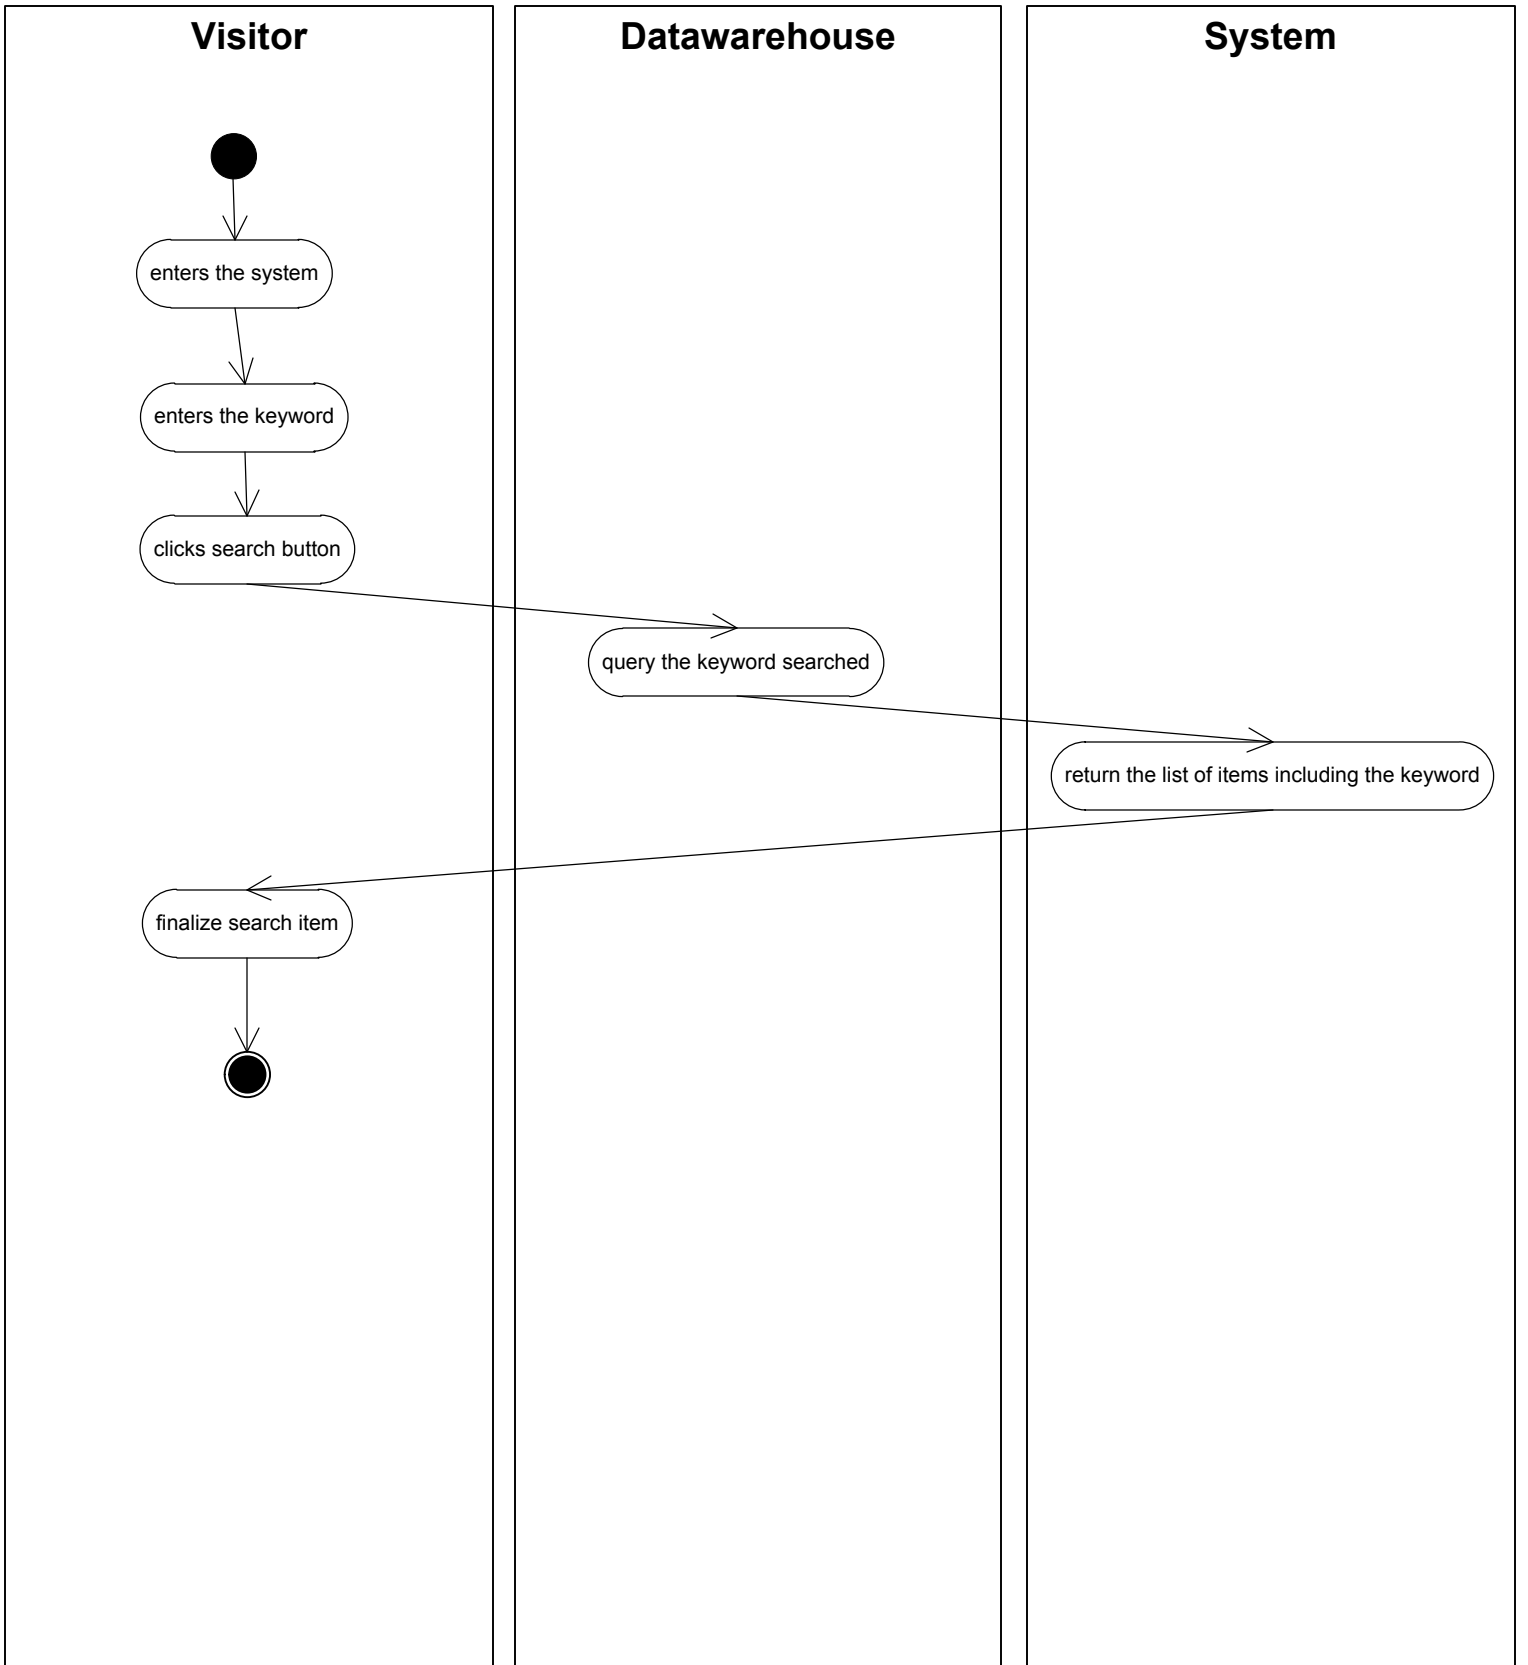 Visitor
Datawarehouse
System
enters the system
enters the keyword
clicks search button
query the keyword searched
return the list of items including the keyword
finalize search item